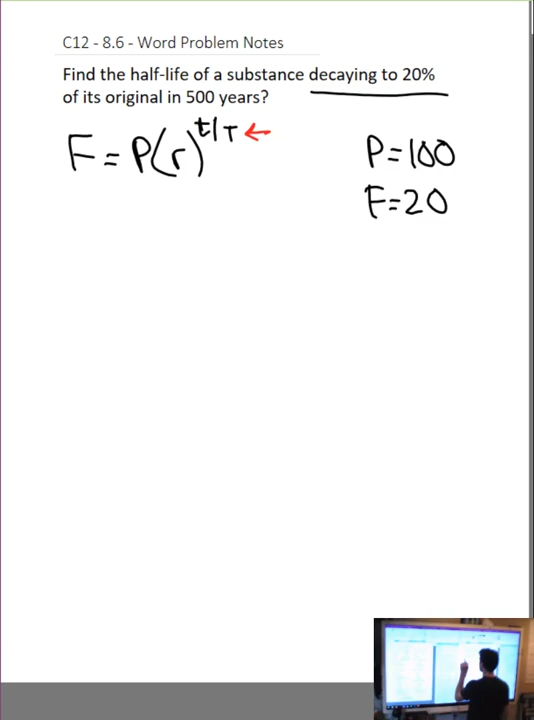 C12 - 8.6 - Word Problem Notes
Find the half-life of a substance decaying to 20%
of its original in 500 years?
F = P(r)^t/T ←
P = 100
F = 20